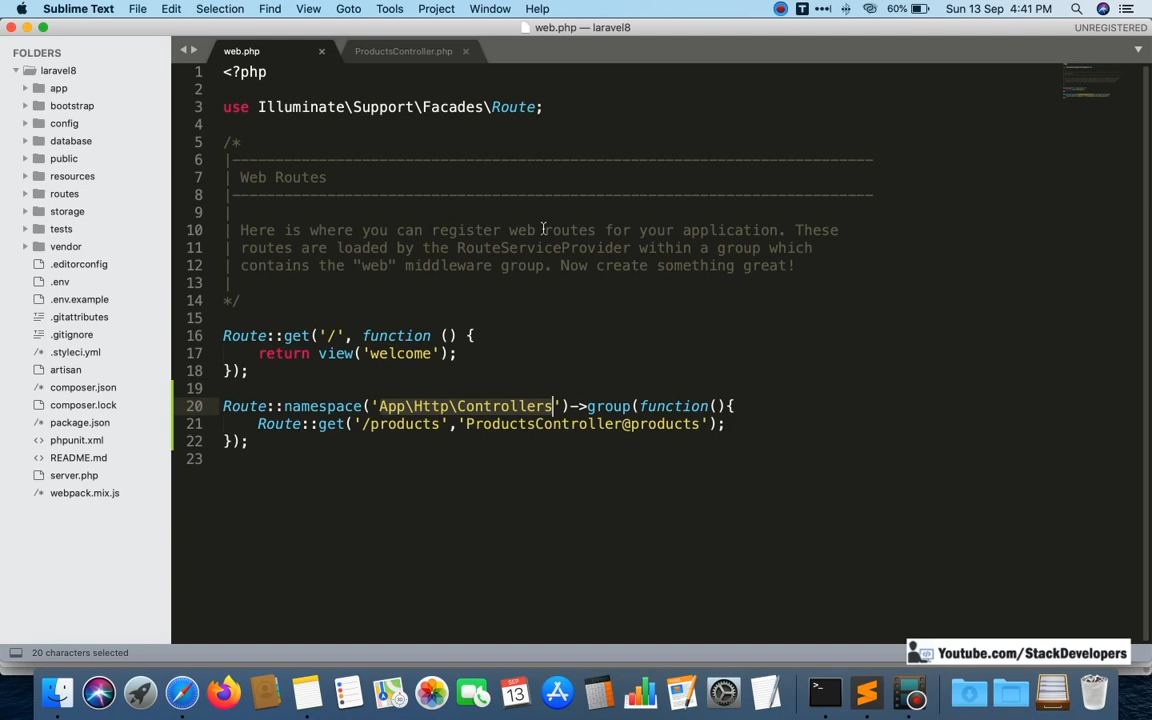 Sublime Text File Edit Selection Find View Goto Tools Project Window Help 60% Sun 13 Sep 4:41 PM
web.php — laravel8 UNREGISTERED
FOLDERS
laravel8
app
bootstrap
config
database
public
resources
routes
storage
tests
vendor
.editorconfig
.env
.env.example
.gitattributes
.gitignore
.styleci.yml
artisan
composer.json
composer.lock
package.json
phpunit.xml
README.md
server.php
webpack.mix.js
web.php ProductsController.php
1 <?php
2
3 use Illuminate\Support\Facades\Route;
4
5 /*
6 |--------------------------------------------------------------------------
7 | Web Routes
8 |--------------------------------------------------------------------------
9 |
10 | Here is where you can register web routes for your application. These
11 | routes are loaded by the RouteServiceProvider within a group which
12 | contains the "web" middleware group. Now create something great!
13 |
14 */
15
16 Route::get('/', function () {
17     return view('welcome');
18 });
19
20 Route::namespace('App\Http\Controllers')->group(function(){
21     Route::get('/products','ProductsController@products');
22 });
23
20 characters selected
Youtube.com/StackDevelopers
SEP
13